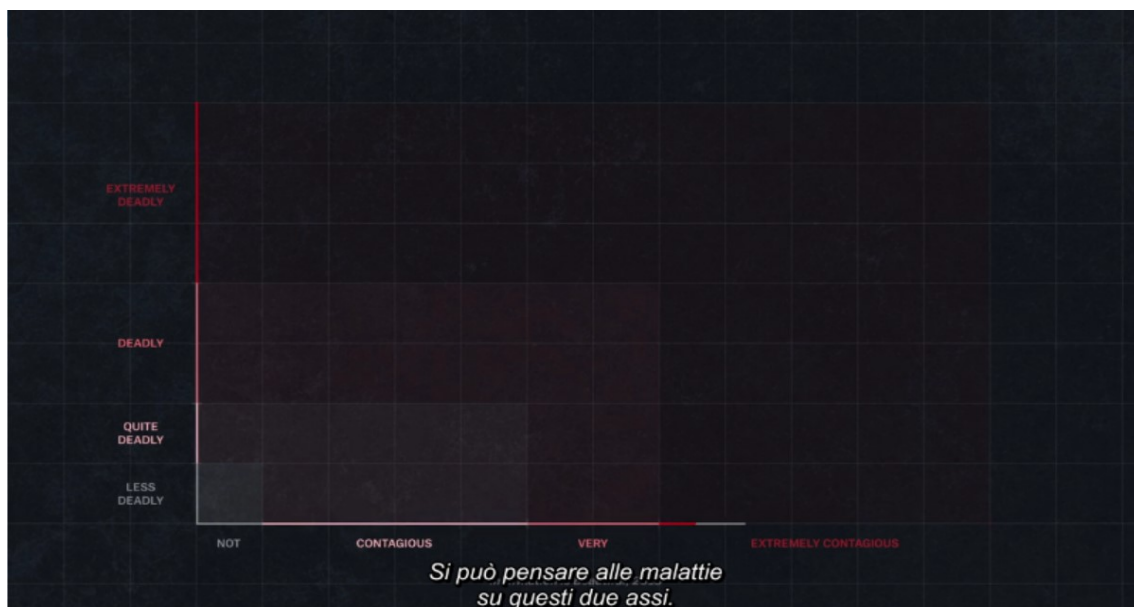 EXTREMELY
DEADLY
DEADLY
QUITE
DEADLY
LESS
DEADLY
NOT
CONTAGIOUS
VERY
EXTREMELY CONTAGIOUS
Si può pensare alle malattie
su questi due assi.